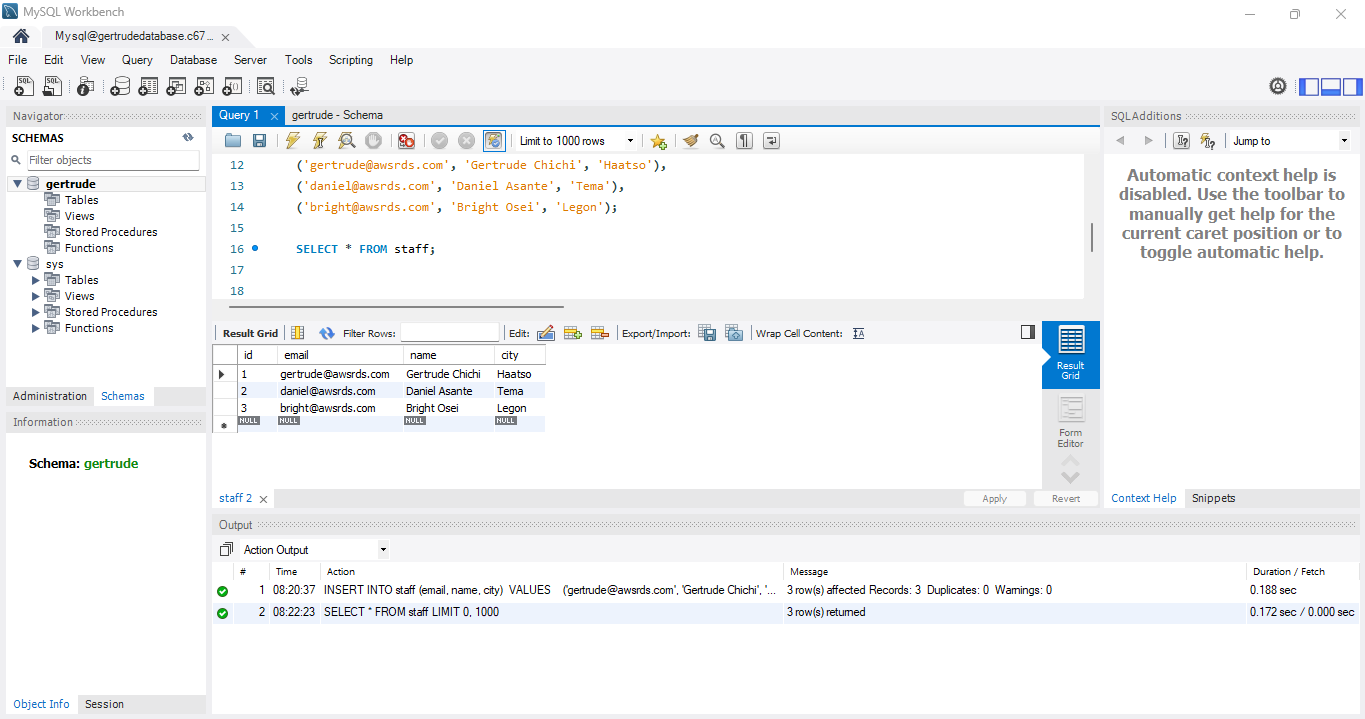 MySQL Workbench
Mysql@gertrudedatabase.c67...
File Edit View Query Database Server Tools Scripting Help
Navigator
SCHEMAS
Filter objects
gertrude
Tables
Views
Stored Procedures
Functions
sys
Tables
Views
Stored Procedures
Functions
Administration Schemas
Information
Schema: gertrude
Object Info Session
Query 1 gertrude - Schema
Limit to 1000 rows
12 ('gertrude@awsrds.com', 'Gertrude Chichi', 'Haatso'),
13 ('daniel@awsrds.com', 'Daniel Asante', 'Tema'),
14 ('bright@awsrds.com', 'Bright Osei', 'Legon');
15
16 SELECT * FROM staff;
17
18
Result Grid Filter Rows: Edit: Export/Import: Wrap Cell Content:
id email name city
1 gertrude@awsrds.com Gertrude Chichi Haatso
2 daniel@awsrds.com Daniel Asante Tema
3 bright@awsrds.com Bright Osei Legon
NULL NULL NULL NULL
Result
Grid
Form
Editor
staff 2 Apply Revert
SQLAdditions
Jump to
Automatic context help is
disabled. Use the toolbar to
manually get help for the
current caret position or to
toggle automatic help.
Context Help Snippets
Output
Action Output
# Time Action Message Duration / Fetch
1 08:20:37 INSERT INTO staff (email, name, city) VALUES ('gertrude@awsrds.com', 'Gertrude Chichi', '... 3 row(s) affected Records: 3 Duplicates: 0 Warnings: 0 0.188 sec
2 08:22:23 SELECT * FROM staff LIMIT 0, 1000 3 row(s) returned 0.172 sec / 0.000 sec